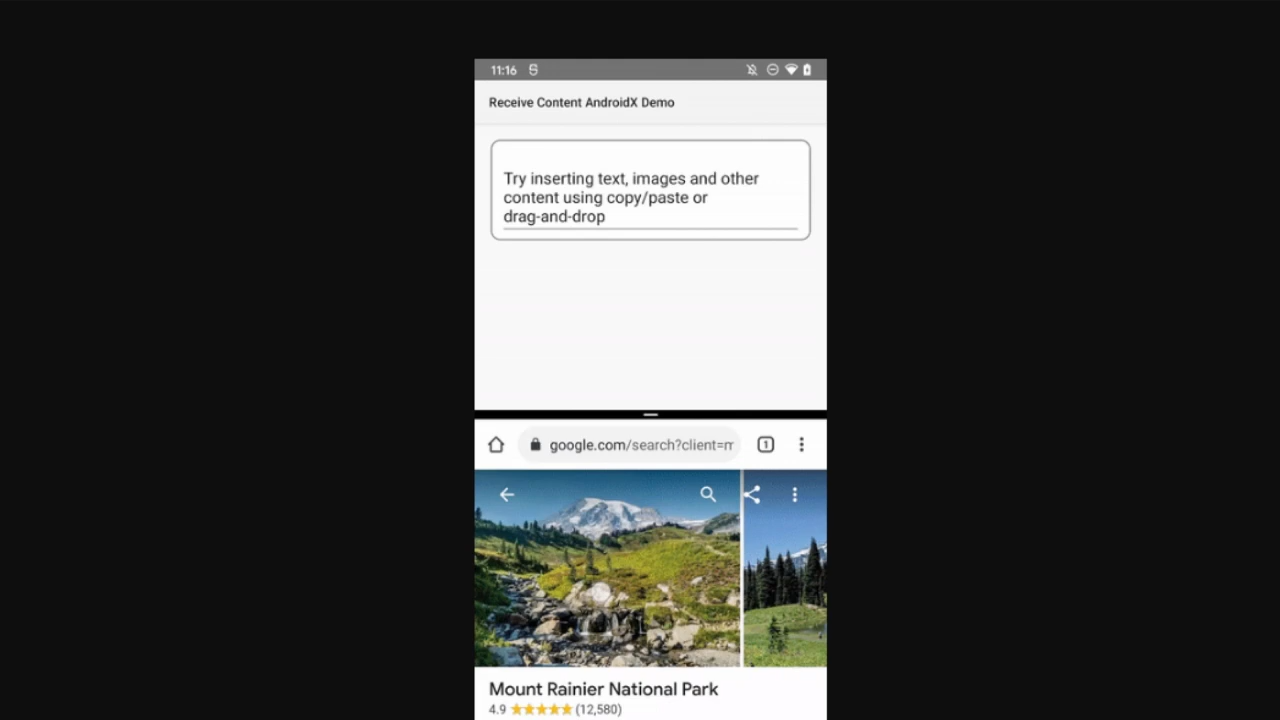 11:16
Receive Content AndroidX Demo
Try inserting text, images and other
content using copy/paste or
drag-and-drop
google.com/search?client=m
1
Mount Rainier National Park
4.9 ★★★★★ (12,580)